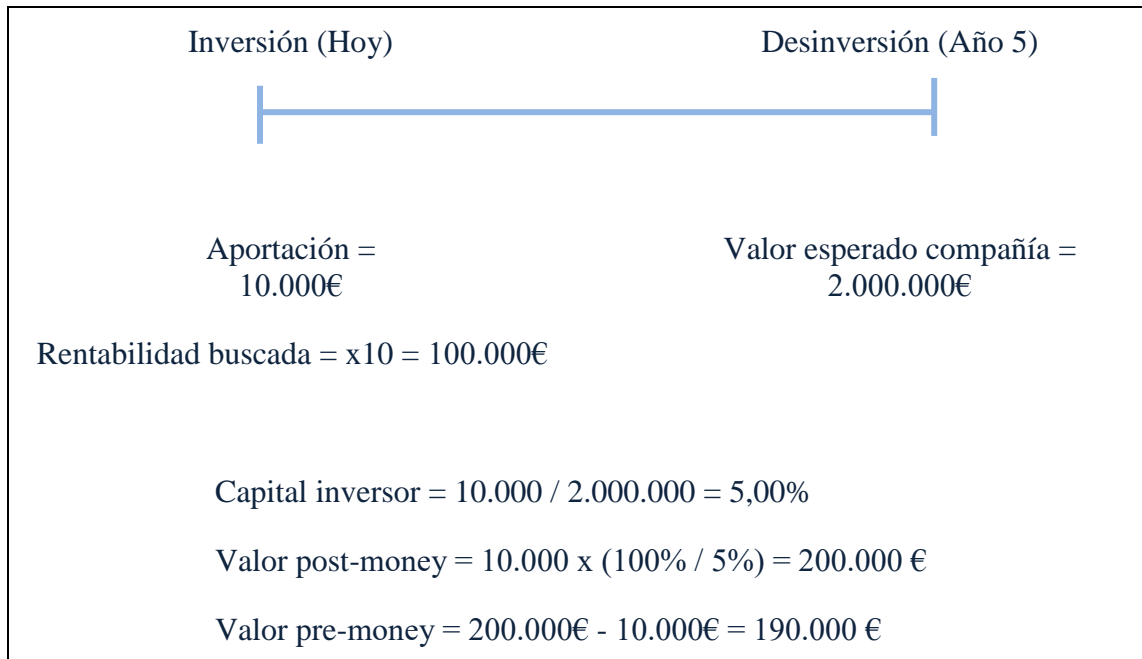 Inversión (Hoy)
Desinversión (Año 5)
Aportación =
10.000€
Valor esperado compañía =
2.000.000€
Rentabilidad buscada = x10 = 100.000€
Capital inversor = 10.000 / 2.000.000 = 5,00%
Valor post-money = 10.000 x (100% / 5%) = 200.000 €
Valor pre-money = 200.000€ - 10.000€ = 190.000 €